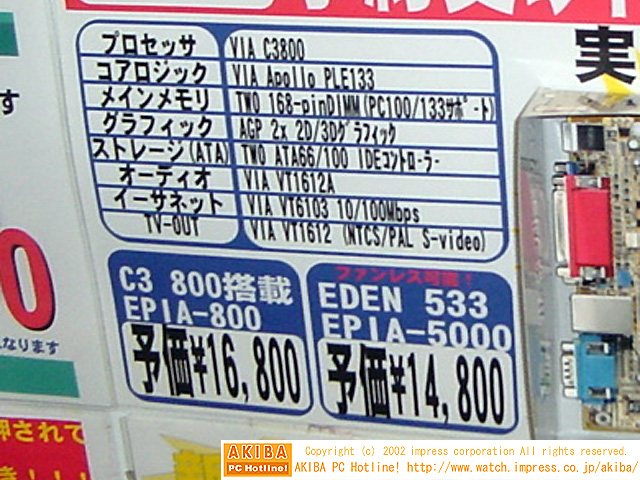 実
プロセッサ VIA C3800
コアロジック VIA Apollo PLE133
メインメモリ TWO 168-pinDIMM(PC100/133ｻﾎﾟｰﾄ)
グラフィック AGP 2x 2D/3Dｸﾞﾗﾌｨｯｸ
ストレージ(ATA) TWO ATA66/100 IDEｺﾝﾄﾛｰﾗｰ
オーディオ VIA VT1612A
イーサネット VIA VT6103 10/100Mbps
TV-OUT VIA VT1612 (NTCS/PAL S-video)
す
0
になります
C3 800搭載
EPIA-800
予価¥16,800
ファンレス可能!
EDEN 533
EPIA-5000
予価¥14,800
押されて
AKIBA
PC Hotline!
Copyright (c) 2002 impress corporation All rights reserved.
AKIBA PC Hotline! http://www.watch.impress.co.jp/akiba/